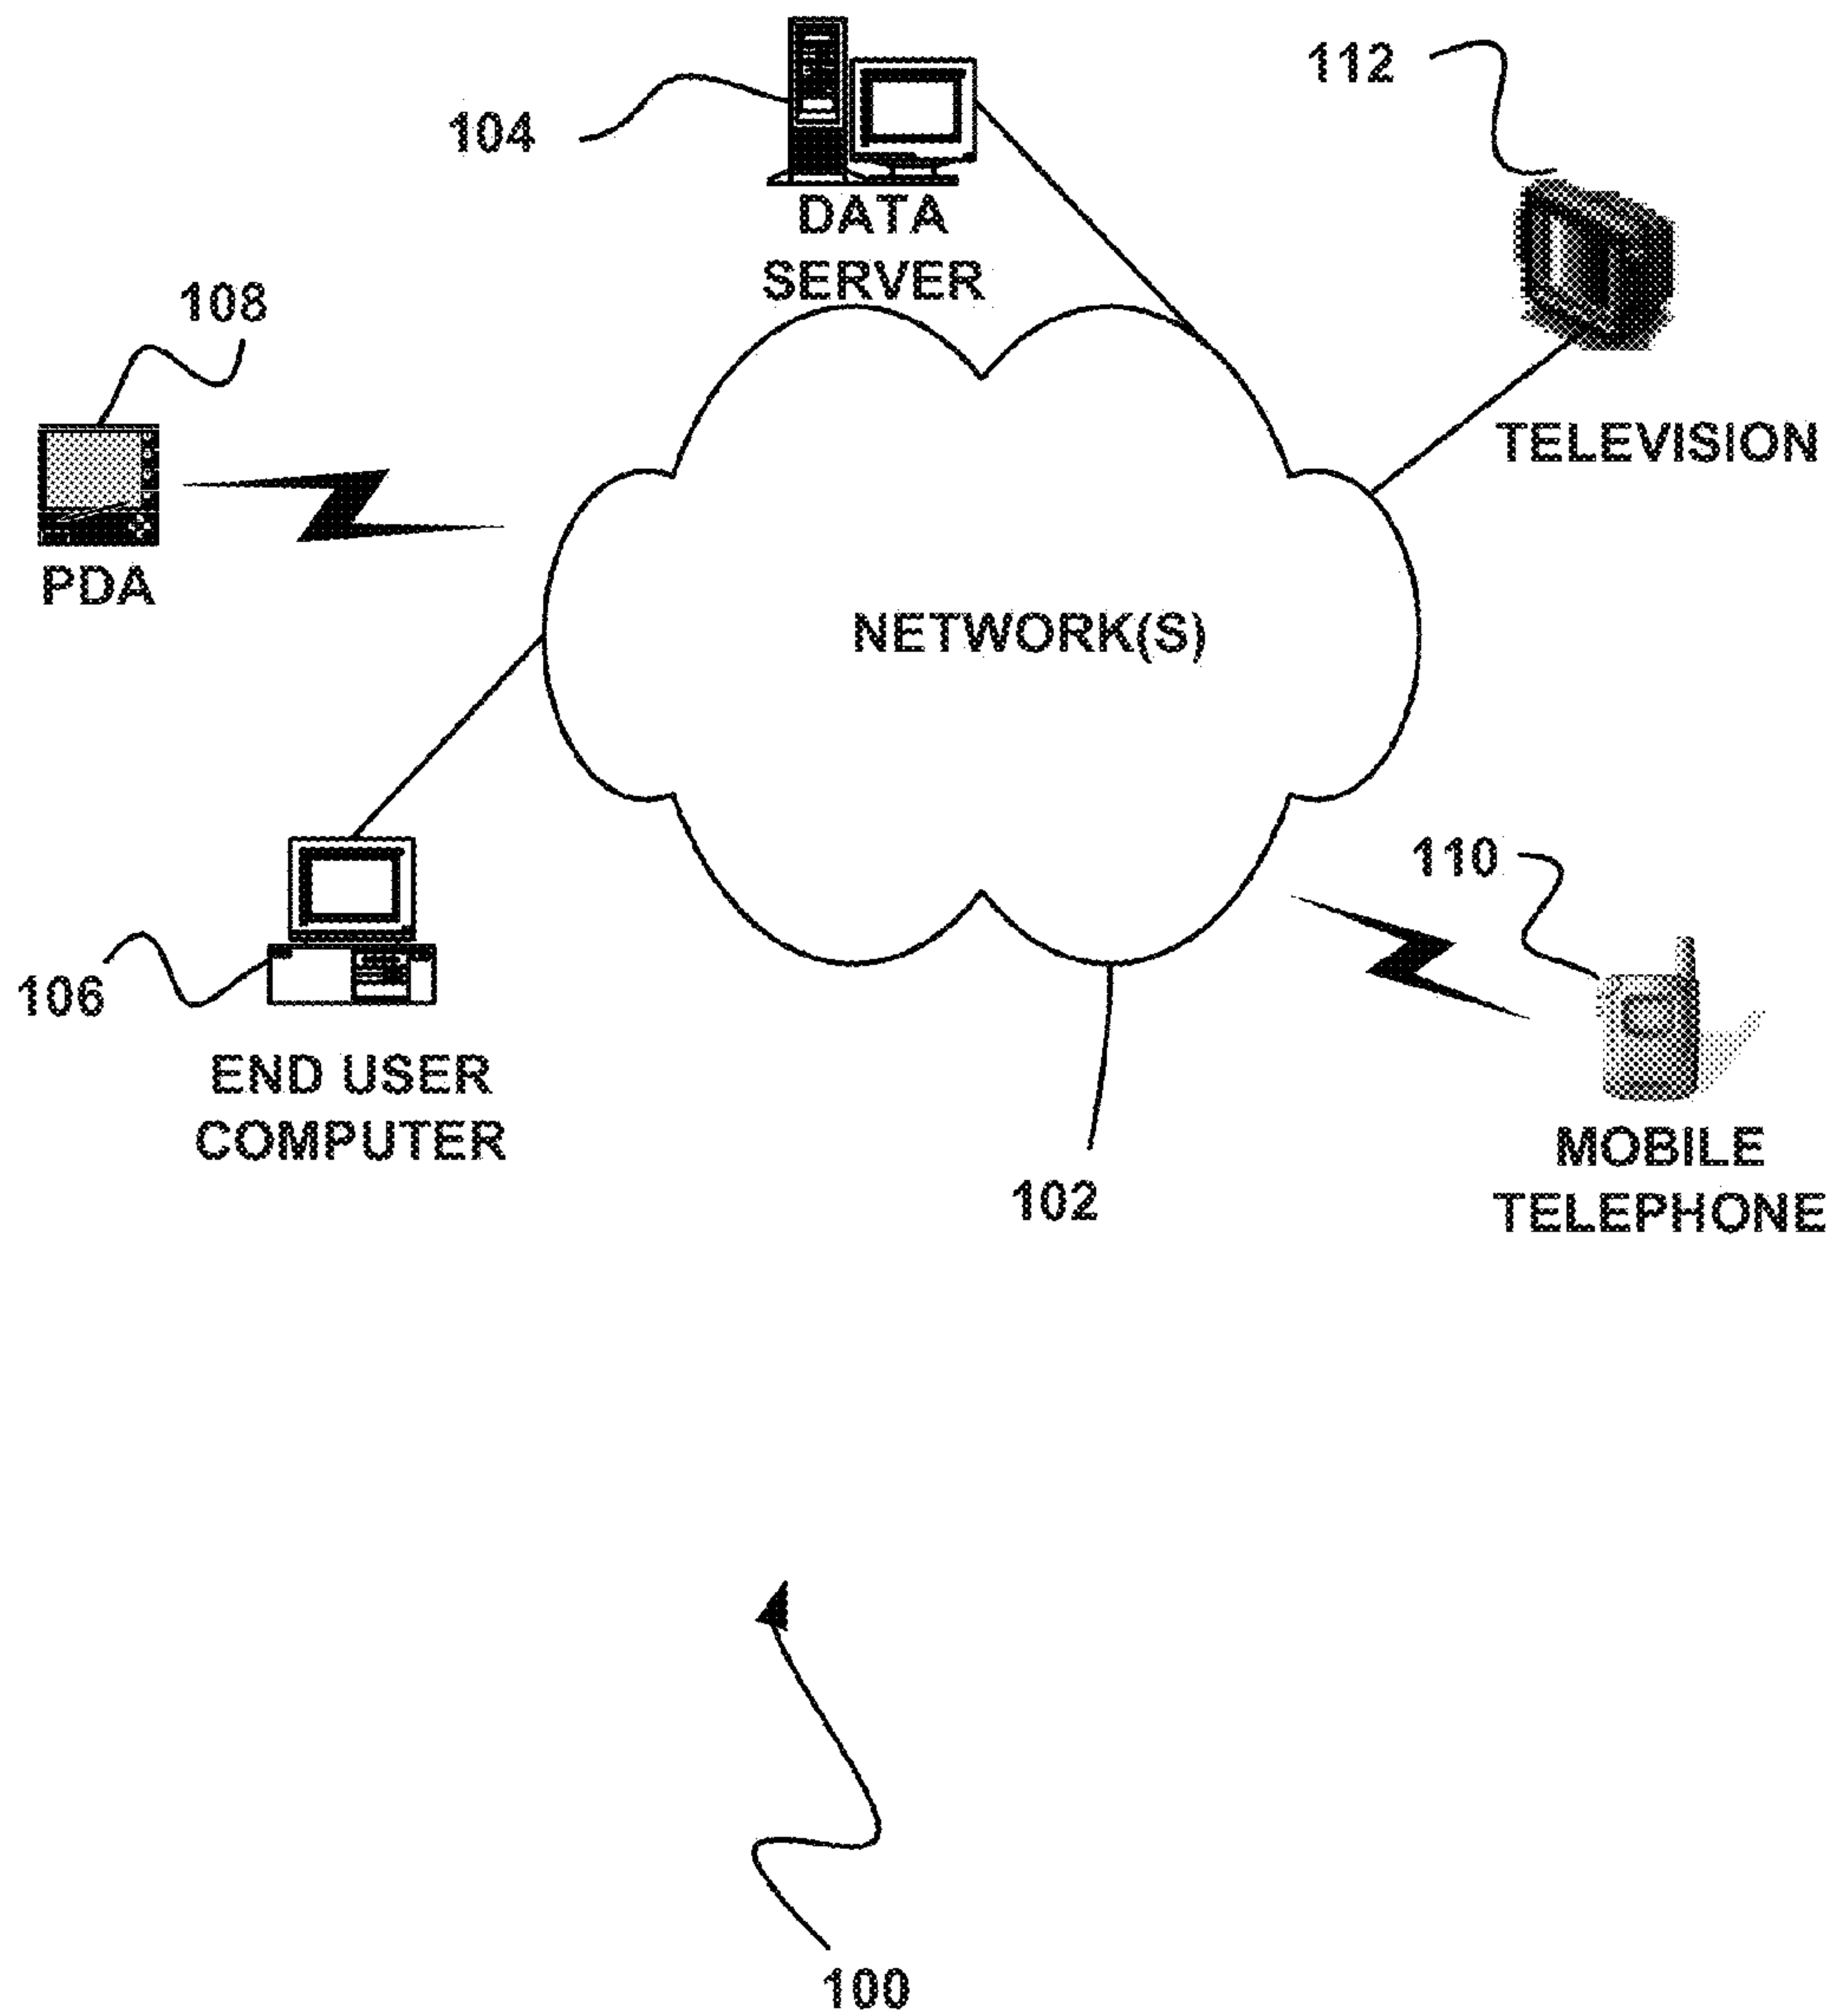 104
DATA
SERVER
112
TELEVISION
108
PDA
NETWORK(S)
106
END USER
COMPUTER
110
MOBILE
TELEPHONE
102
100